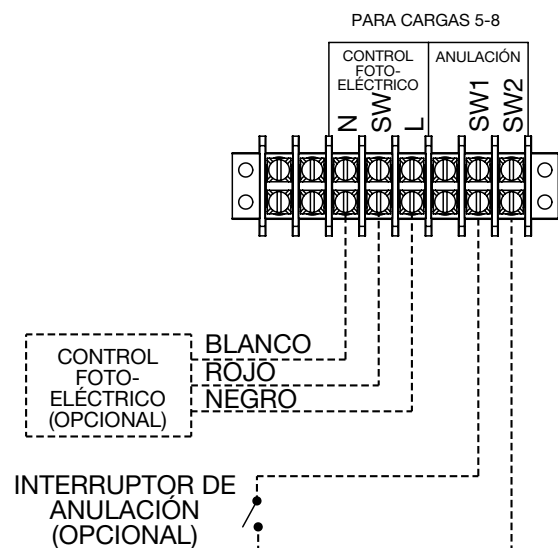 PARA CARGAS 5-8
CONTROL
FOTO-
ELÉCTRICO
ANULACIÓN
N
SW
L
SW1
SW2
CONTROL
FOTO-
ELÉCTRICO
(OPCIONAL)
BLANCO
ROJO
NEGRO
INTERRUPTOR DE
ANULACIÓN
(OPCIONAL)